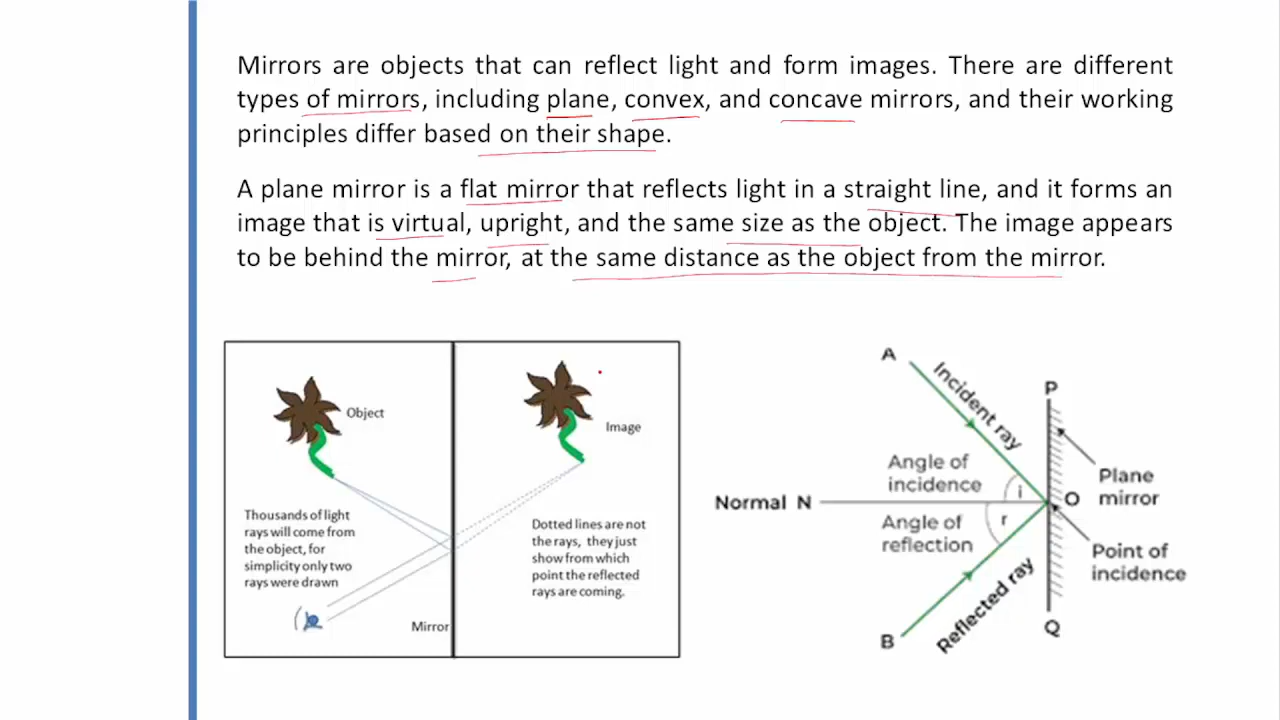 Mirrors are objects that can reflect light and form images. There are different
types of mirrors, including plane, convex, and concave mirrors, and their working
principles differ based on their shape.
A plane mirror is a flat mirror that reflects light in a straight line, and it forms an
image that is virtual, upright, and the same size as the object. The image appears
to be behind the mirror, at the same distance as the object from the mirror.
Object
Image
Thousands of light
rays will come from
the object, for
simplicity only two
rays were drawn
Dotted lines are not
the rays, they just
show from which
point the reflected
rays are coming.
Mirror
A
Incident ray
P
Angle of
incidence
i
Plane
mirror
Normal N
O
Angle of
reflection
r
Point of
incidence
Reflected ray
B
Q